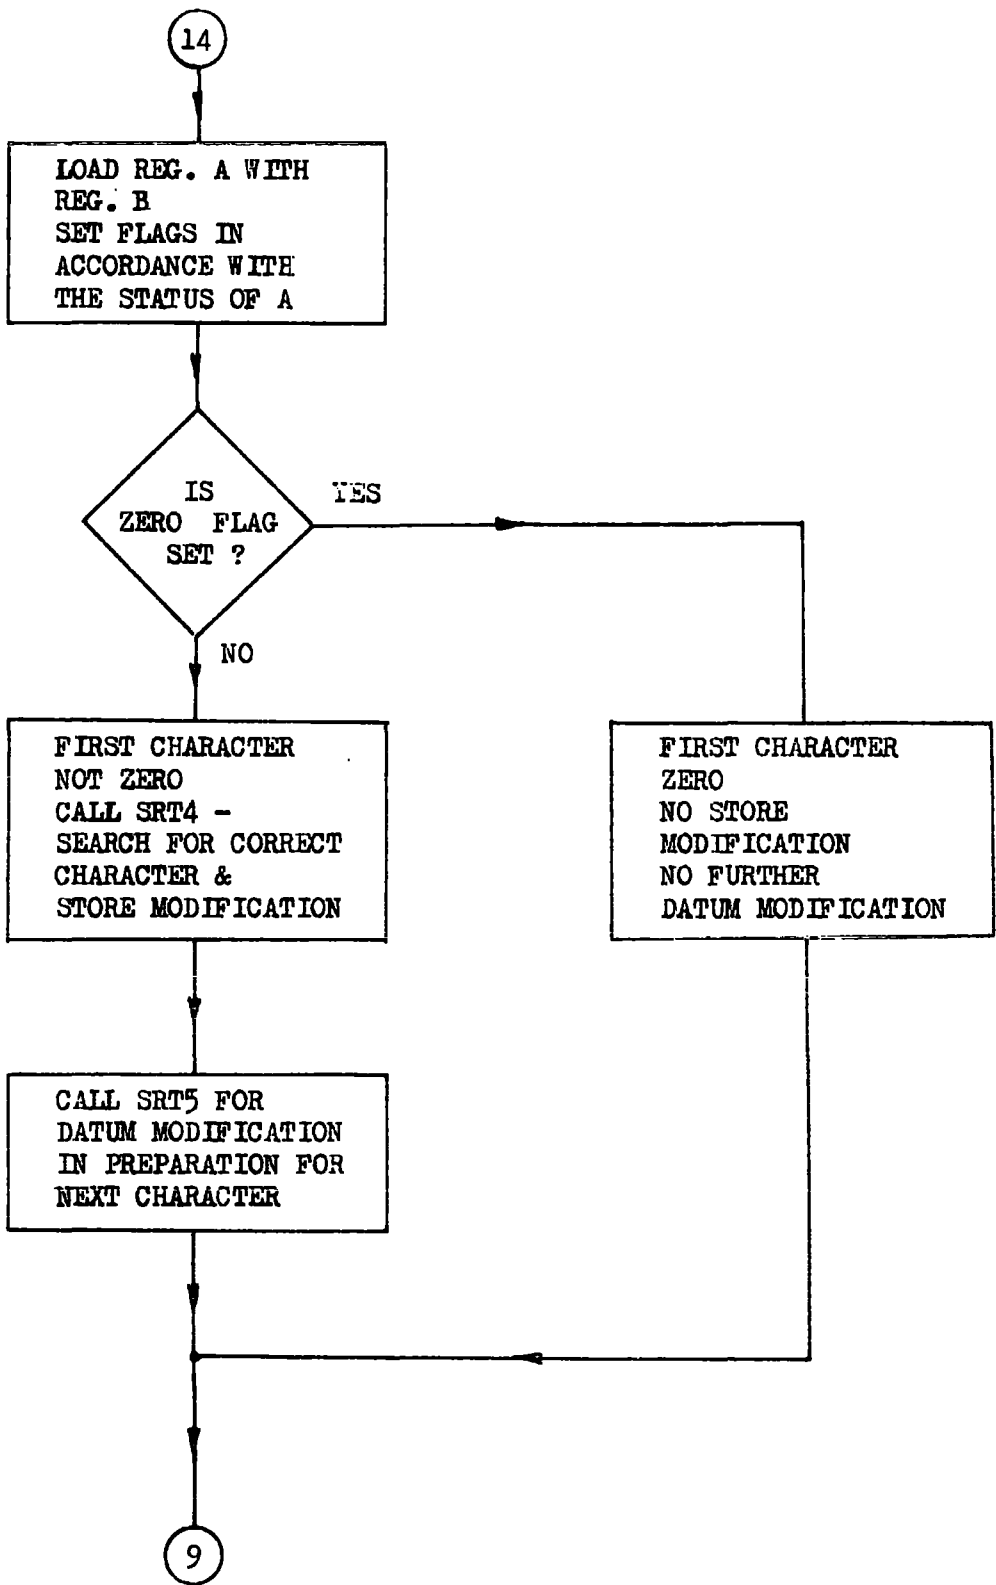 14
LOAD REG. A WITH
REG. B
SET FLAGS IN
ACCORDANCE WITH
THE STATUS OF A
IS
ZERO FLAG
SET ?
YES
NO
FIRST CHARACTER
NOT ZERO
CALL SRT4 -
SEARCH FOR CORRECT
CHARACTER &
STORE MODIFICATION
FIRST CHARACTER
ZERO
NO STORE
MODIFICATION
NO FURTHER
DATUM MODIFICATION
CALL SRT5 FOR
DATUM MODIFICATION
IN PREPARATION FOR
NEXT CHARACTER
9